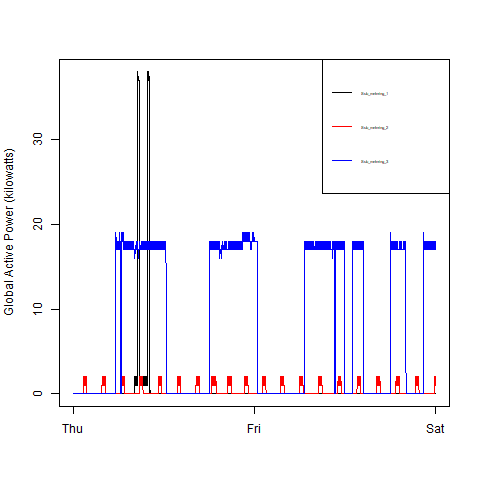 Global Active Power (kilowatts)
30
20
10
0
Thu Fri Sat
Sub_metering_1
Sub_metering_2
Sub_metering_3